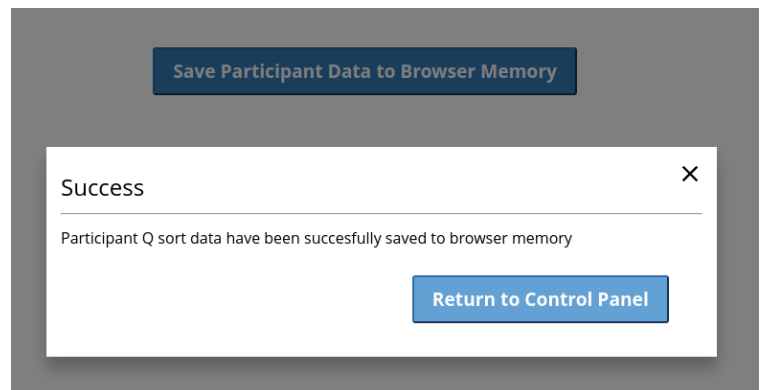 Save Participant Data to Browser Memory
Success
Participant Q sort data have been succesfully saved to browser memory
Return to Control Panel